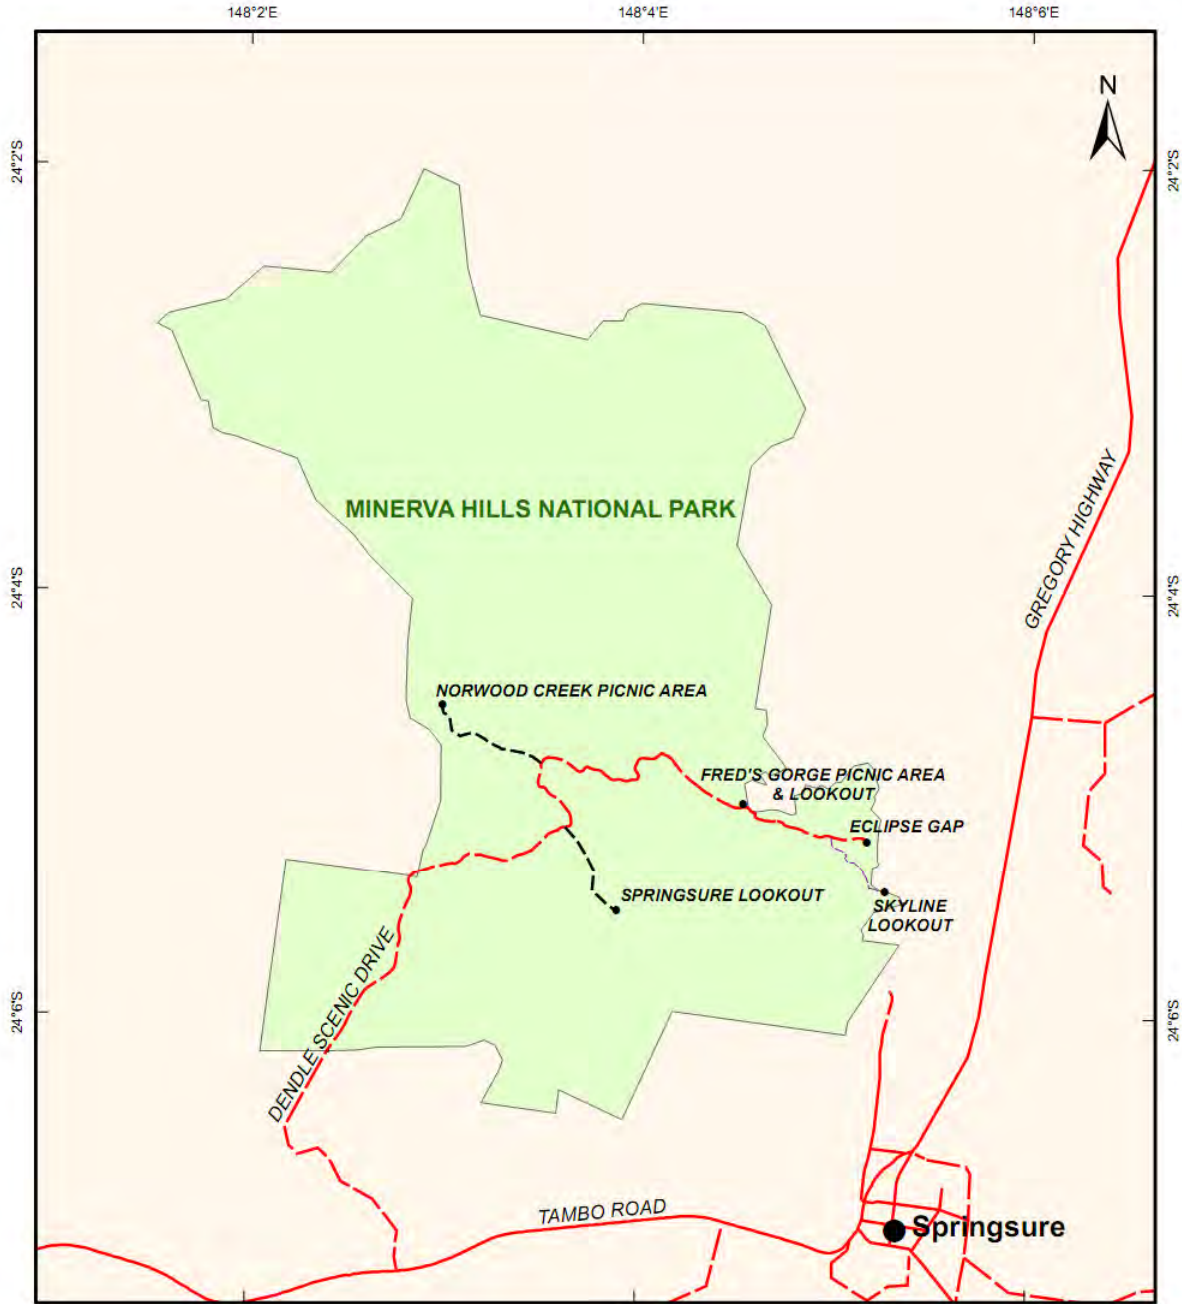 148°2'E
148°4'E
148°6'E
N
24°2'S
24°2'S
MINERVA HILLS NATIONAL PARK
GREGORY HIGHWAY
24°4'S
24°4'S
NORWOOD CREEK PICNIC AREA
FRED'S GORGE PICNIC AREA
& LOOKOUT
ECLIPSE GAP
SPRINGSURE LOOKOUT
SKYLINE
LOOKOUT
DENDLE SCENIC DRIVE
24°6'S
24°6'S
TAMBO ROAD
Springsure